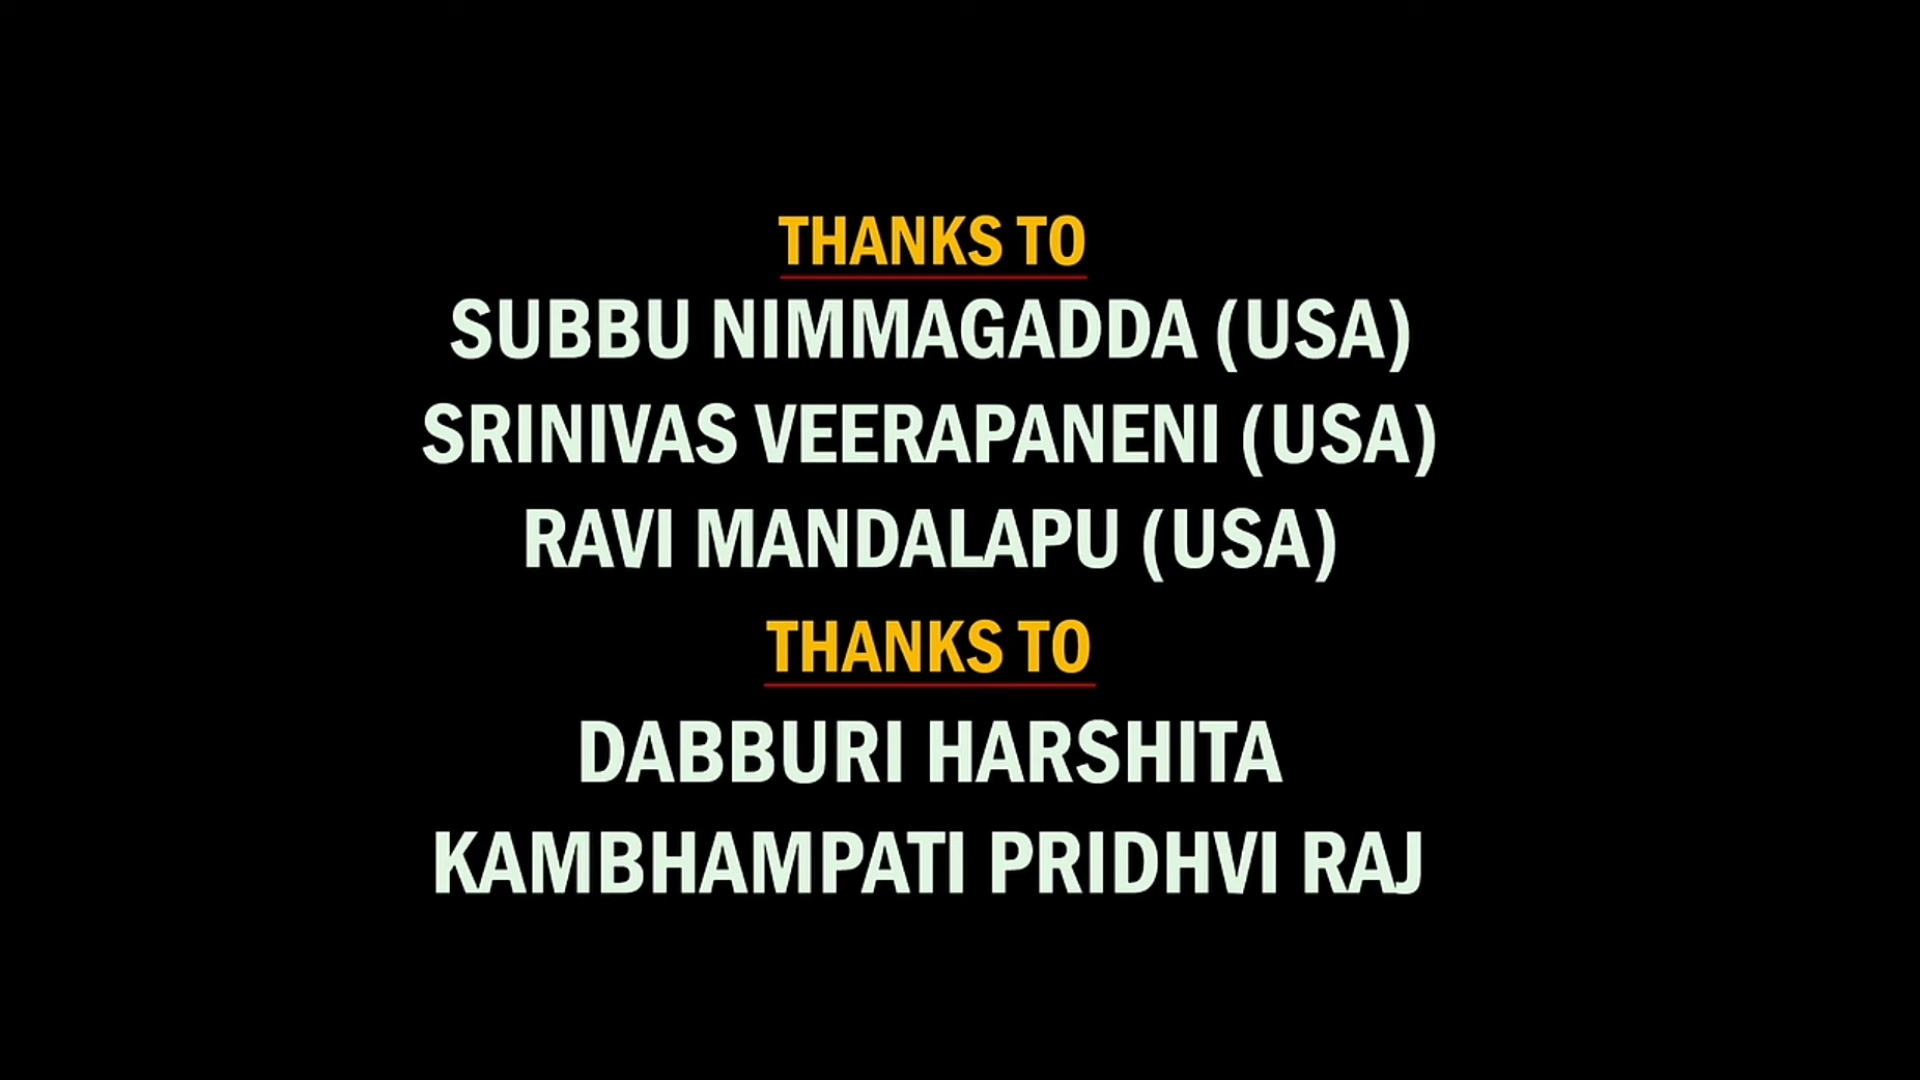 THANKS TO
SUBBU NIMMAGADDA (USA)
SRINIVAS VEERAPANENI (USA)
RAVI MANDALAPU (USA)
THANKS TO
DABBURI HARSHITA
KAMBHAMPATI PRIDHVI RAJ